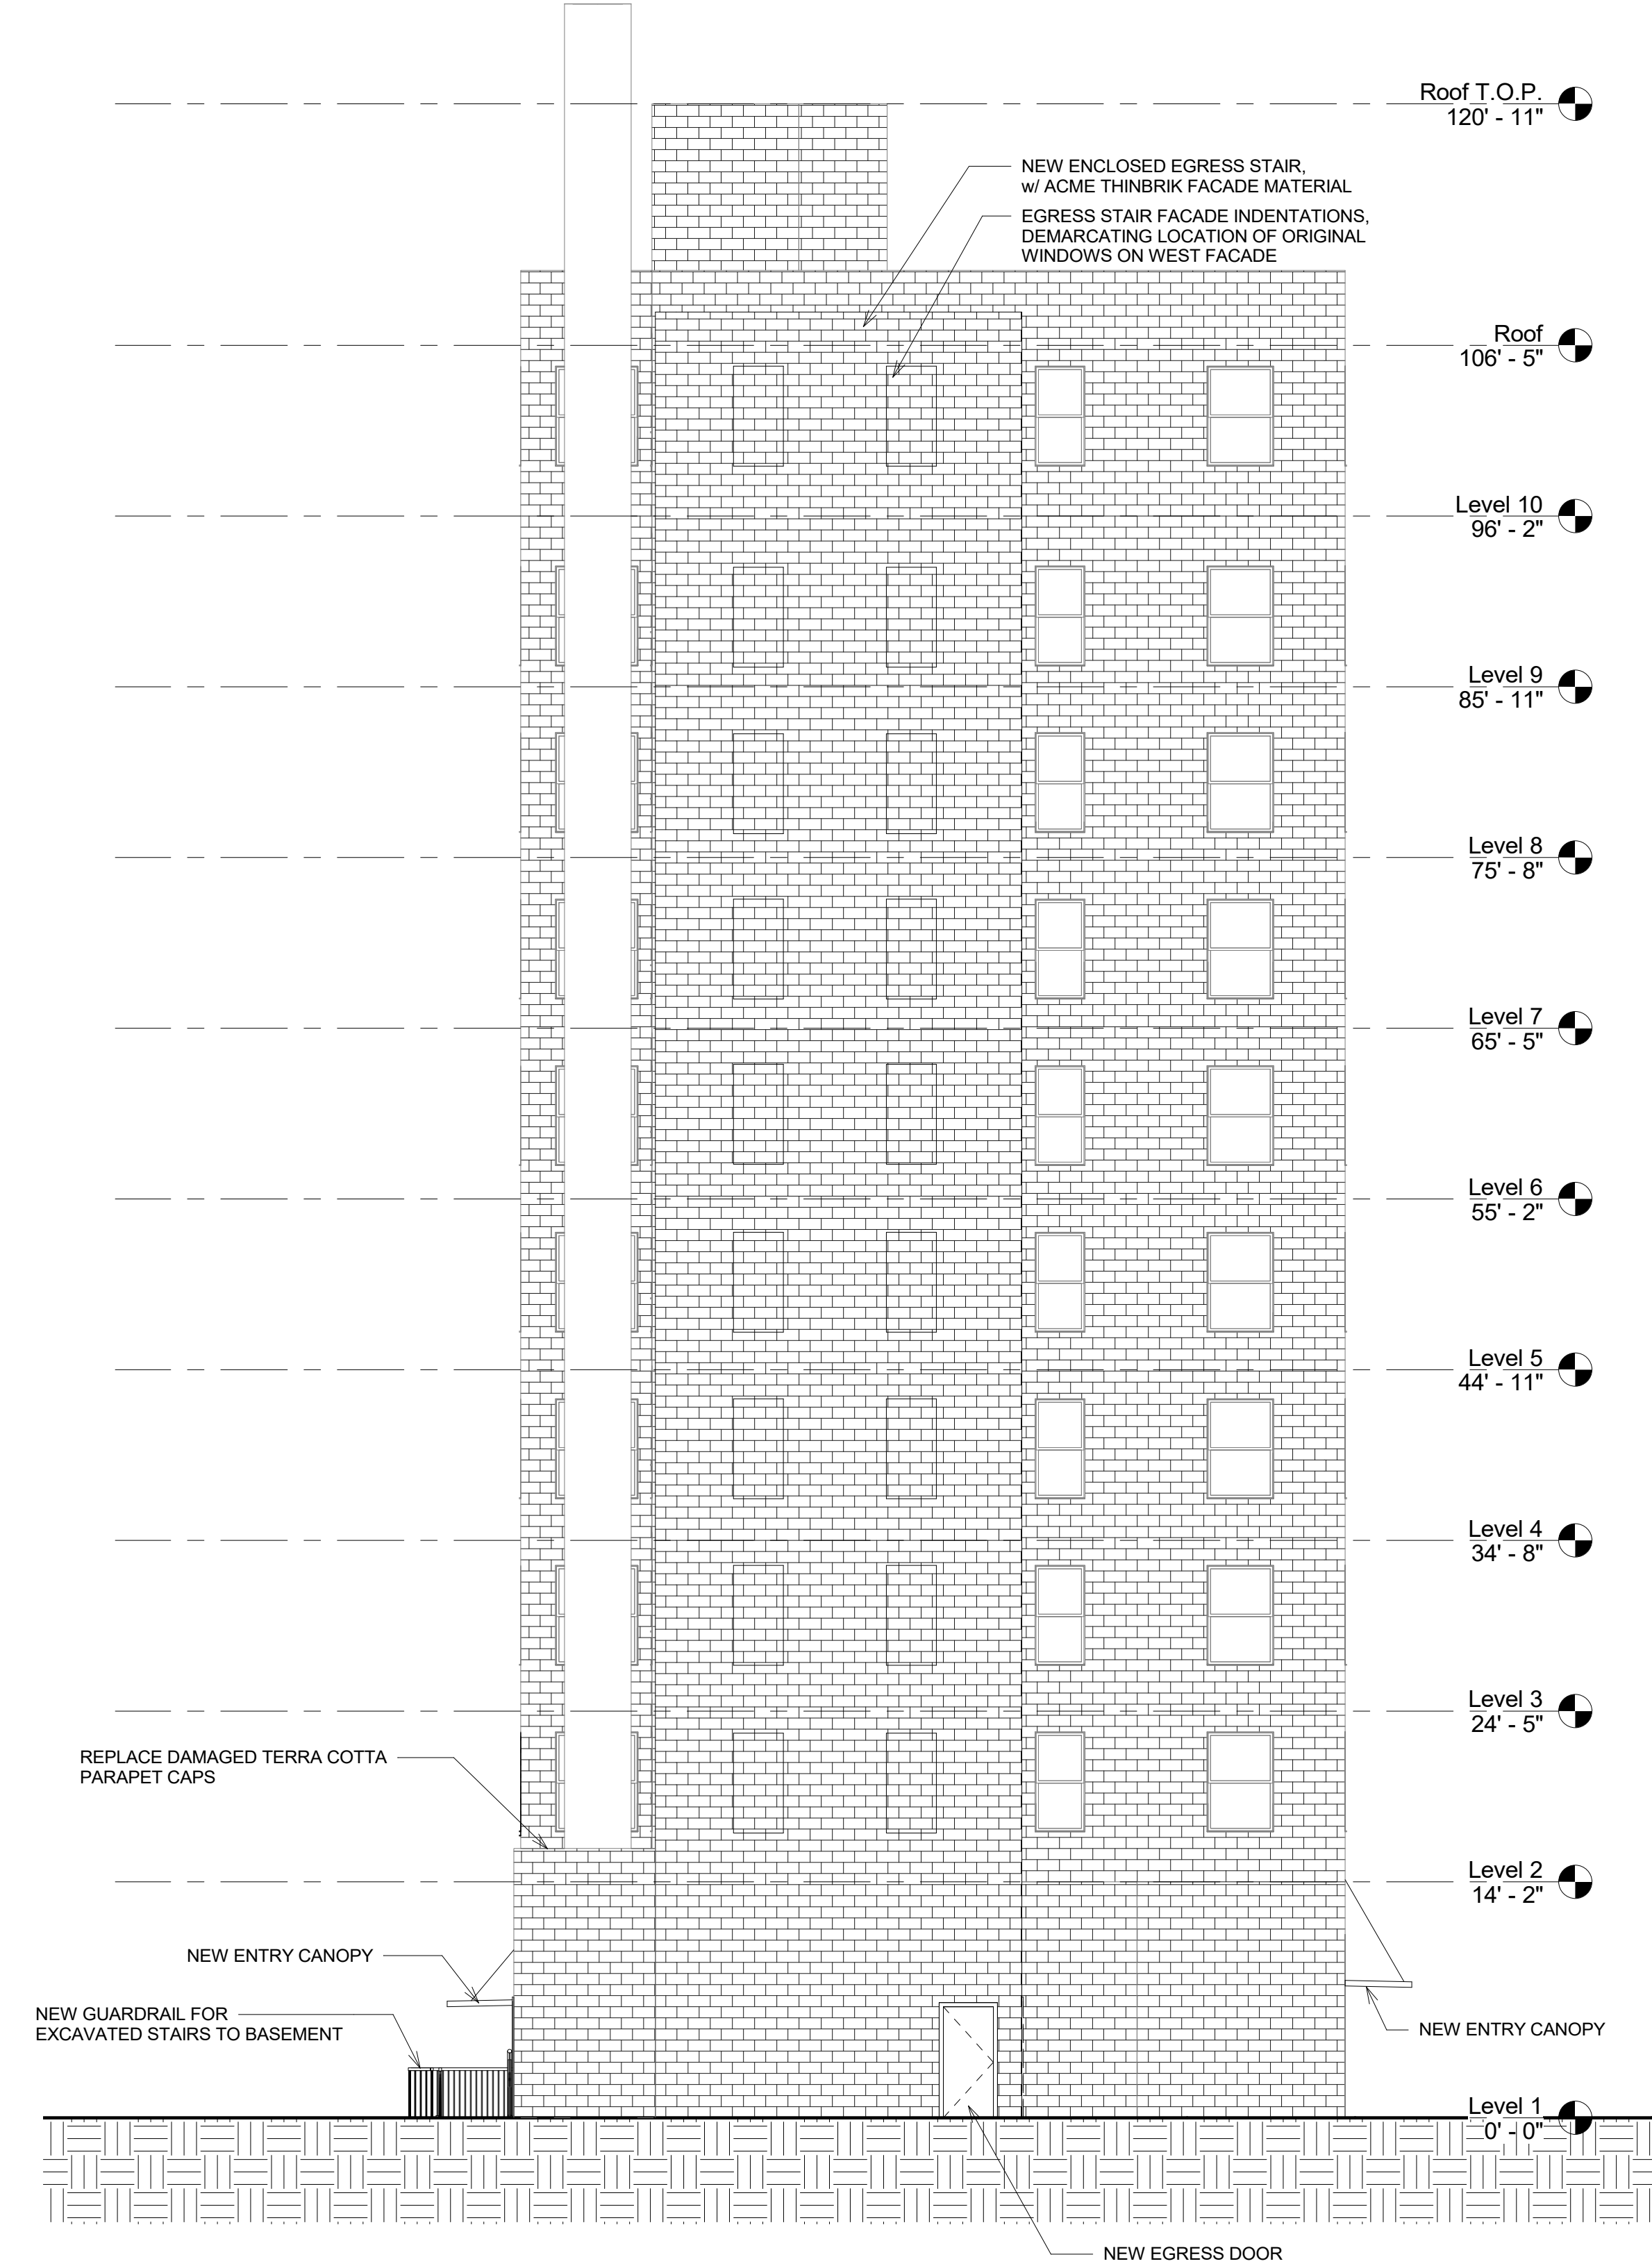 Roof T.O.P.
120' - 11"
NEW ENCLOSED EGRESS STAIR,
w/ ACME THINBRIK FACADE MATERIAL
EGRESS STAIR FACADE INDENTATIONS,
DEMARCATING LOCATION OF ORIGINAL
WINDOWS ON WEST FACADE
Roof
106' - 5"
Level 10
96' - 2"
Level 9
85' - 11"
Level 8
75' - 8"
Level 7
65' - 5"
Level 6
55' - 2"
Level 5
44' - 11"
Level 4
34' - 8"
Level 3
24' - 5"
REPLACE DAMAGED TERRA COTTA
PARAPET CAPS
Level 2
14' - 2"
NEW ENTRY CANOPY
NEW GUARDRAIL FOR
EXCAVATED STAIRS TO BASEMENT
NEW ENTRY CANOPY
Level 1
0' - 0"
NEW EGRESS DOOR